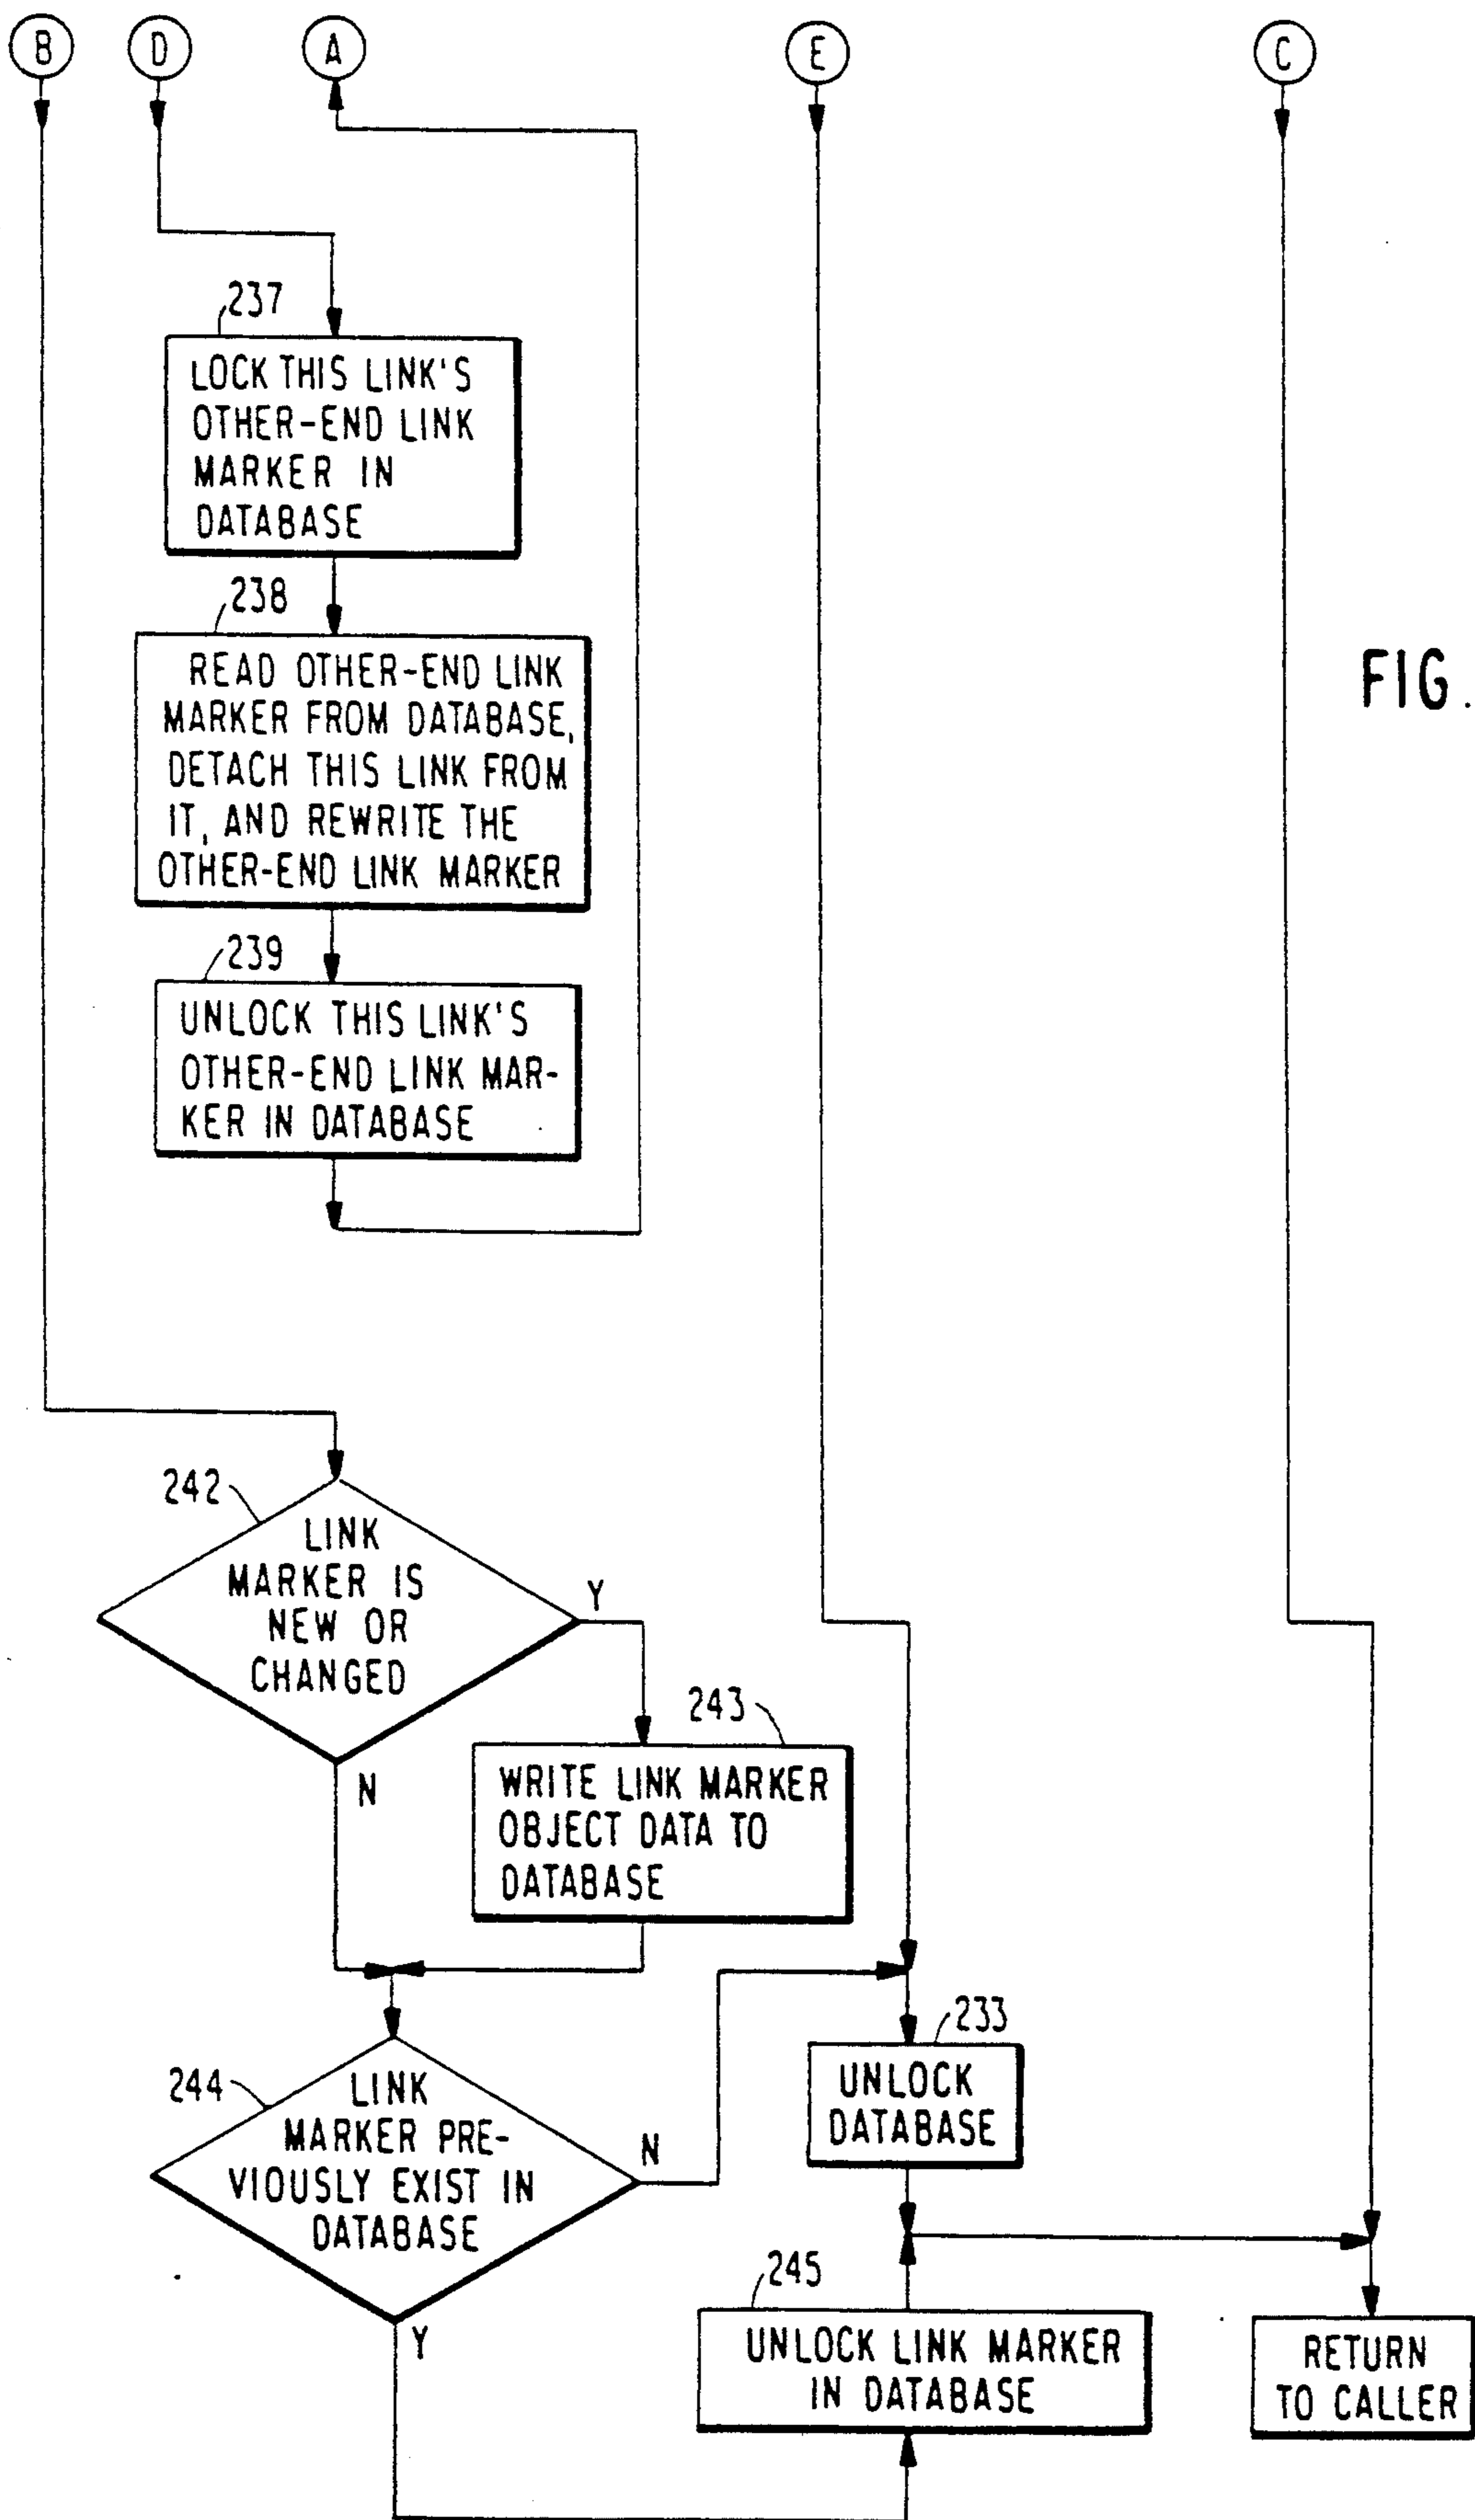 B D A E C
237
LOCK THIS LINK'S
OTHER-END LINK
MARKER IN
DATABASE
238
READ OTHER-END LINK
MARKER FROM DATABASE,
DETACH THIS LINK FROM
IT, AND REWRITE THE
OTHER-END LINK MARKER
FIG.
239
UNLOCK THIS LINK'S
OTHER-END LINK MAR-
KER IN DATABASE
242
LINK
MARKER IS
NEW OR
CHANGED
Y
N
243
WRITE LINK MARKER
OBJECT DATA TO
DATABASE
244
LINK
MARKER PRE-
VIOUSLY EXIST IN
DATABASE
N
Y
233
UNLOCK
DATABASE
245
UNLOCK LINK MARKER
IN DATABASE
RETURN
TO CALLER